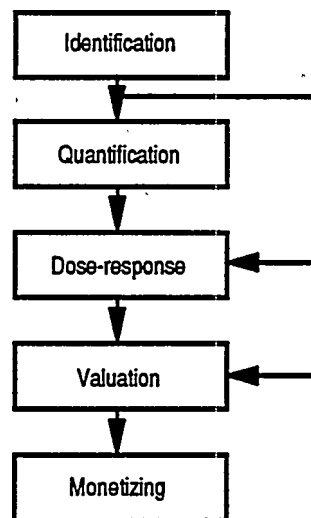 Identification
Quantification
Dose-response
Valuation
Monetizing